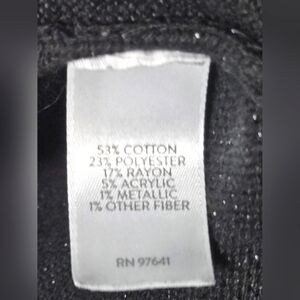 53% COTTON
23% POLYESTER
17% RAYON
5% ACRYLIC
1% METALLIC
1% OTHER FIBER
RN 97641